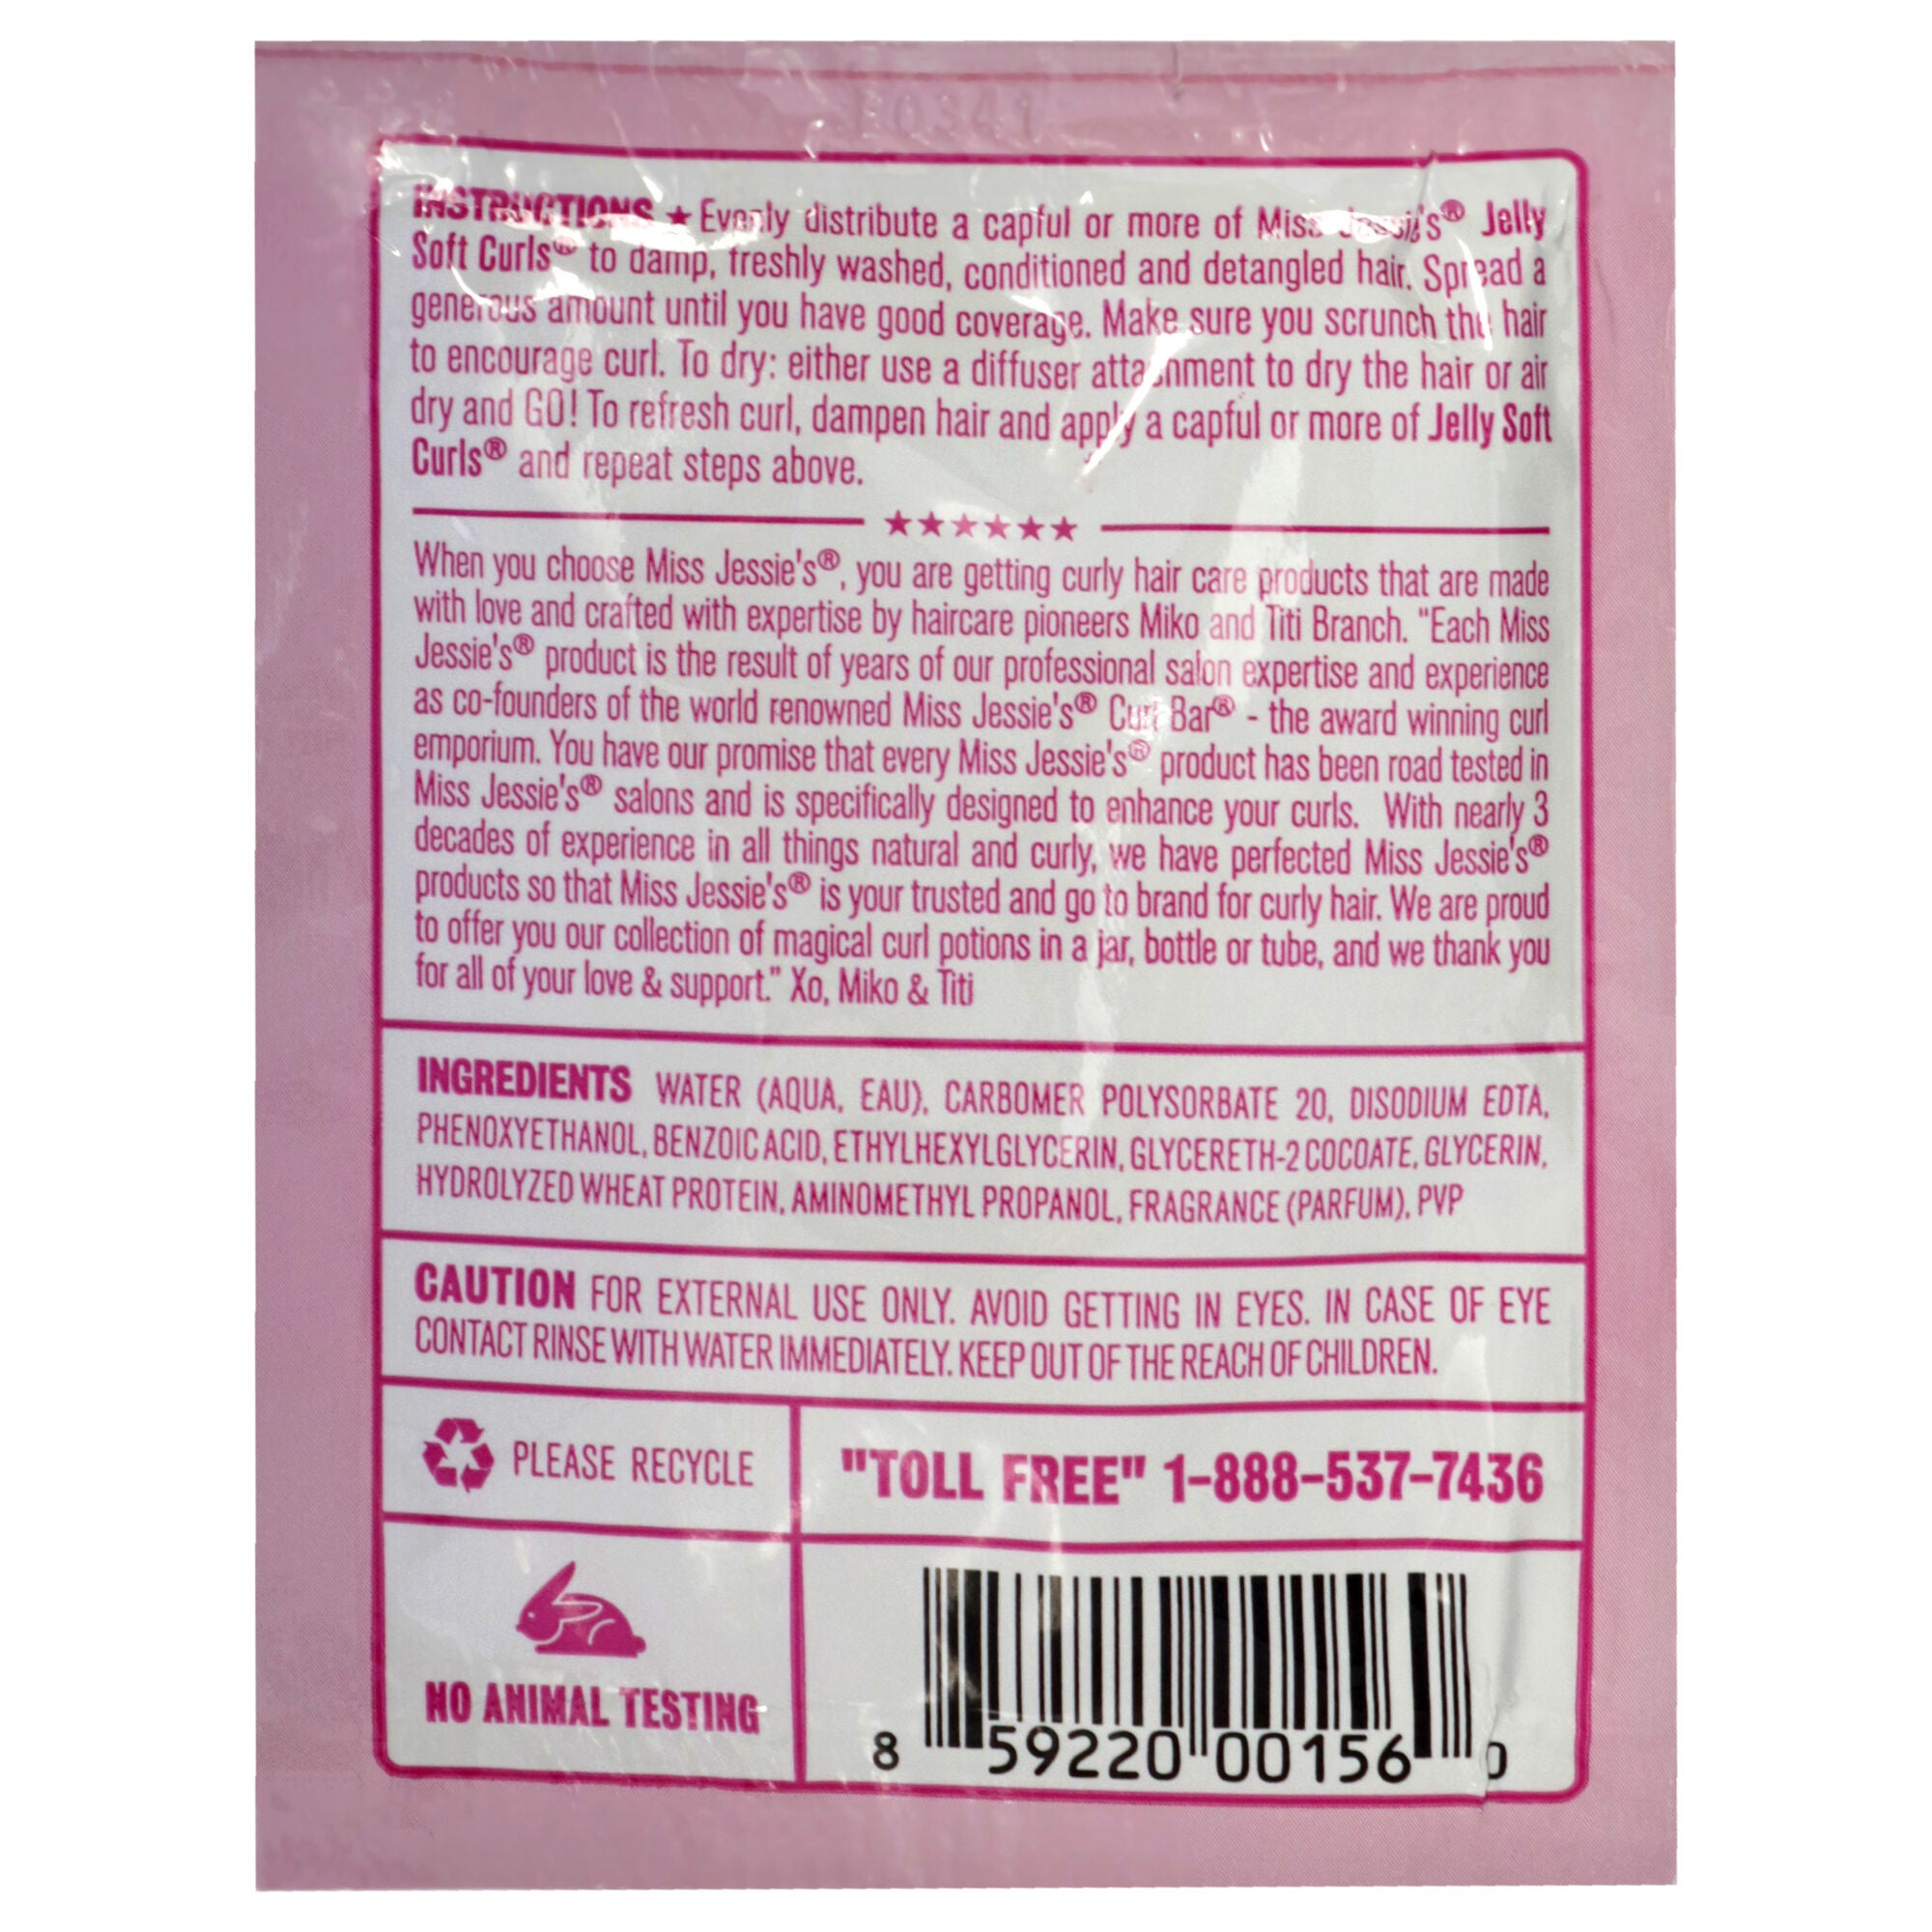 10341
INSTRUCTIONS ★ Evenly distribute a capful or more of Miss Jessie's® Jelly
Soft Curls® to damp, freshly washed, conditioned and detangled hair. Spread a
generous amount until you have good coverage. Make sure you scrunch the hair
to encourage curl. To dry: either use a diffuser attachment to dry the hair or air
dry and GO! To refresh curl, dampen hair and apply a capful or more of Jelly Soft
Curls® and repeat steps above.
★★★★★★
When you choose Miss Jessie's®, you are getting curly hair care products that are made
with love and crafted with expertise by haircare pioneers Miko and Titi Branch. "Each Miss
Jessie's® product is the result of years of our professional salon expertise and experience
as co-founders of the world renowned Miss Jessie's® Curl Bar® - the award winning curl
emporium. You have our promise that every Miss Jessie's® product has been road tested in
Miss Jessie's® salons and is specifically designed to enhance your curls. With nearly 3
decades of experience in all things natural and curly, we have perfected Miss Jessie's®
products so that Miss Jessie's® is your trusted and go to brand for curly hair. We are proud
to offer you our collection of magical curl potions in a jar, bottle or tube, and we thank you
for all of your love & support." Xo, Miko & Titi
INGREDIENTS WATER (AQUA, EAU), CARBOMER POLYSORBATE 20, DISODIUM EDTA,
PHENOXYETHANOL, BENZOIC ACID, ETHYLHEXYLGLYCERIN, GLYCERETH-2 COCOATE, GLYCERIN,
HYDROLYZED WHEAT PROTEIN, AMINOMETHYL PROPANOL, FRAGRANCE (PARFUM), PVP
CAUTION FOR EXTERNAL USE ONLY. AVOID GETTING IN EYES. IN CASE OF EYE
CONTACT RINSE WITH WATER IMMEDIATELY. KEEP OUT OF THE REACH OF CHILDREN.
PLEASE RECYCLE
"TOLL FREE" 1-888-537-7436
NO ANIMAL TESTING
8 59220 00156 0